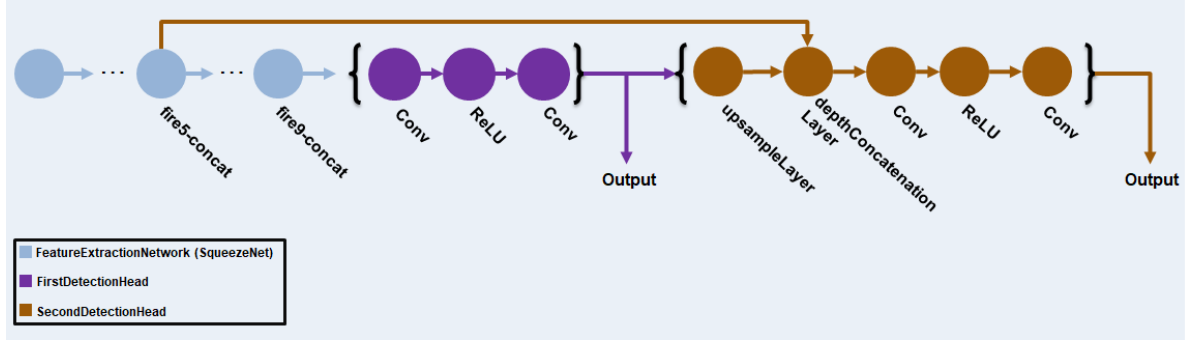 ... ...
fire5-concat
fire9-concat
Conv
ReLU
Conv
upsampleLayer
depthConcatenation
Layer
Conv
ReLU
Conv
Output
Output
FeatureExtractionNetwork (SqueezeNet)
FirstDetectionHead
SecondDetectionHead